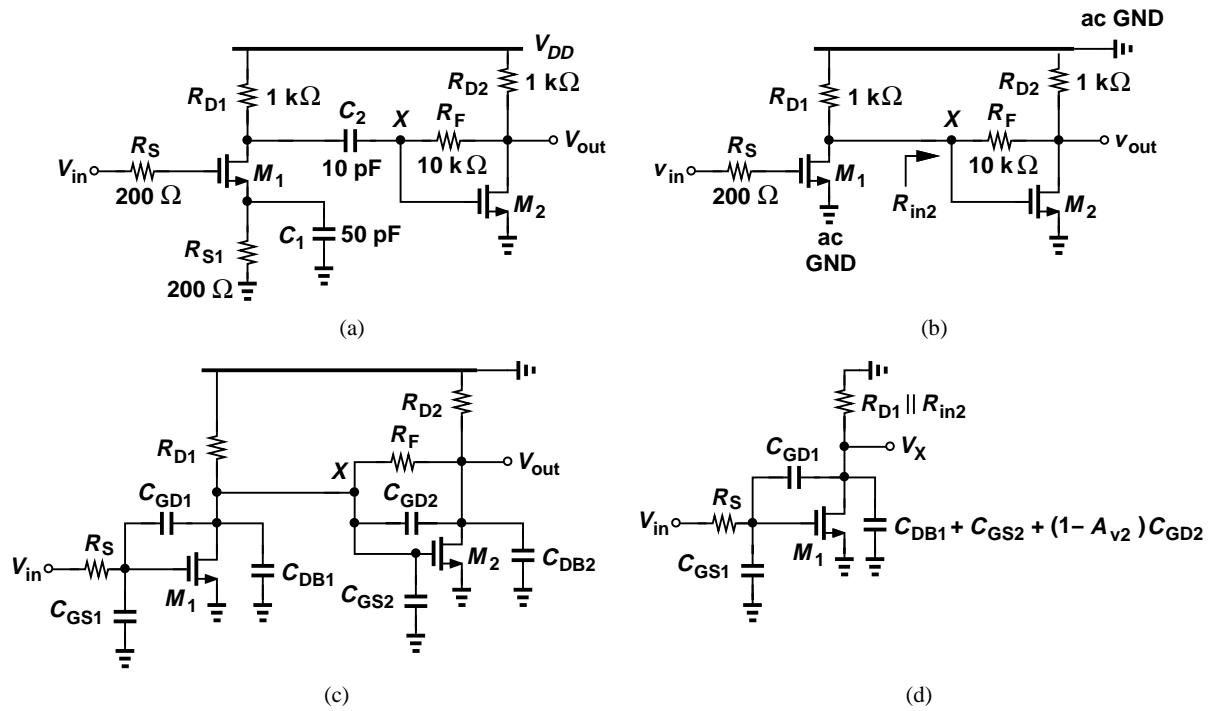 V_DD
R_D1 1 kΩ
R_D2 1 kΩ
C_2 10 pF
X
R_F 10 kΩ
V_out
V_in
R_S 200 Ω
M_1
M_2
R_S1 200 Ω
C_1 50 pF
(a)
ac GND
R_D1 1 kΩ
R_D2 1 kΩ
X
R_F 10 kΩ
v_out
v_in
R_S 200 Ω
M_1
R_in2
M_2
ac
GND
(b)
R_D2
R_D1
R_F
X
V_out
C_GD1
C_GD2
R_S
V_in
M_1
M_2
C_DB1
C_DB2
C_GS1
C_GS2
(c)
R_D1 || R_in2
C_GD1
V_X
R_S
V_in
M_1
C_DB1 + C_GS2 + (1– A_v2) C_GD2
C_GS1
(d)